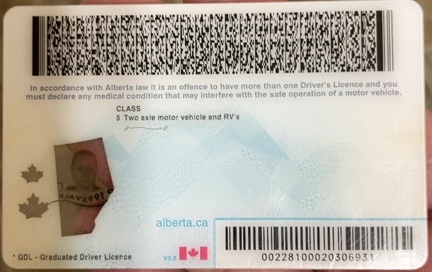 In accordance with Alberta law it is an offence to have more than one Driver's Licence and you
must declare any medical condition that may interfere with the safe operation of a motor vehicle.
CLASS
5 Two axle motor vehicle and RV's
alberta.ca
* GDL - Graduated Driver Licence
V3.0
00228100020306931